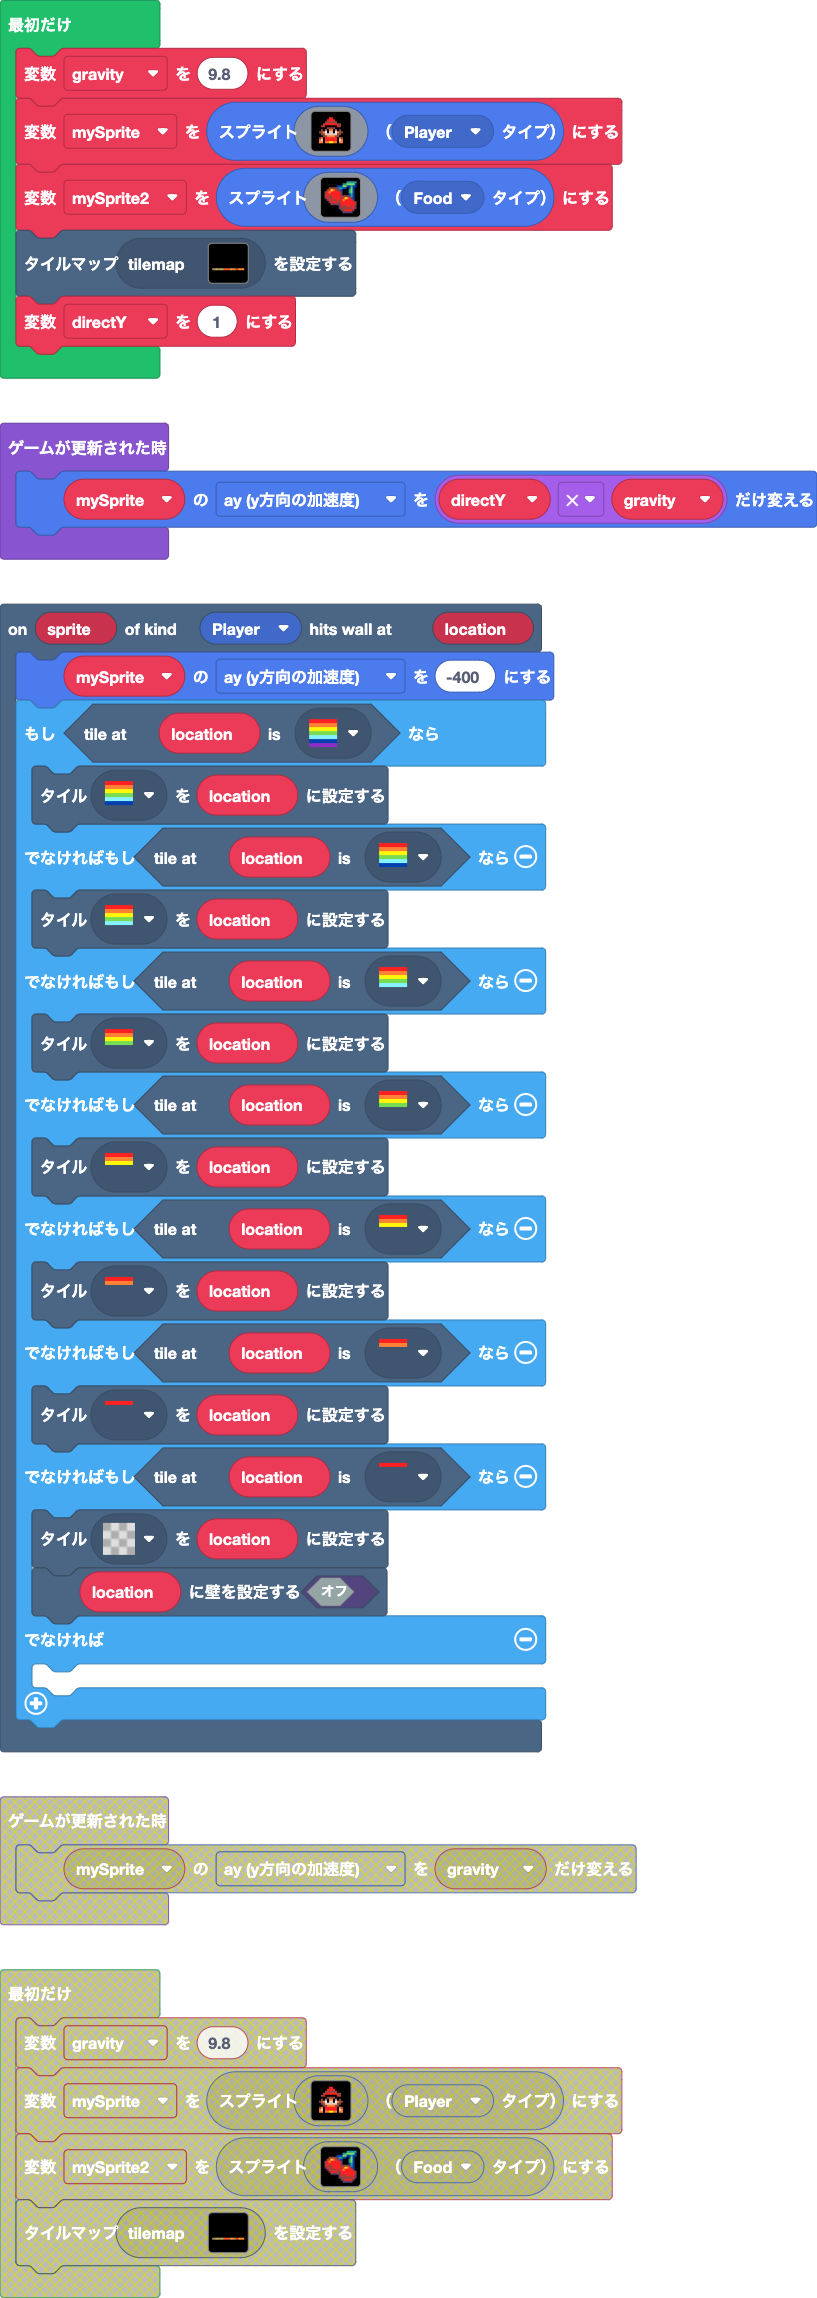 最初だけ
変数 gravity を 9.8 にする
変数 mySprite を スプライト ( Player タイプ) にする
変数 mySprite2 を スプライト ( Food タイプ) にする
タイルマップ tilemap を設定する
変数 directY を 1 にする
ゲームが更新された時
mySprite の ay (y方向の加速度) を directY × gravity だけ変える
on sprite of kind Player hits wall at location
mySprite の ay (y方向の加速度) を -400 にする
もし tile at location is なら
タイル を location に設定する
でなければもし tile at location is なら
タイル を location に設定する
でなければもし tile at location is なら
タイル を location に設定する
でなければもし tile at location is なら
タイル を location に設定する
でなければもし tile at location is なら
タイル を location に設定する
でなければもし tile at location is なら
タイル を location に設定する
でなければもし tile at location is なら
タイル を location に設定する
location に壁を設定する オフ
でなければ
ゲームが更新された時
mySprite の ay (y方向の加速度) を gravity だけ変える
最初だけ
変数 gravity を 9.8 にする
変数 mySprite を スプライト ( Player タイプ) にする
変数 mySprite2 を スプライト ( Food タイプ) にする
タイルマップ tilemap を設定する